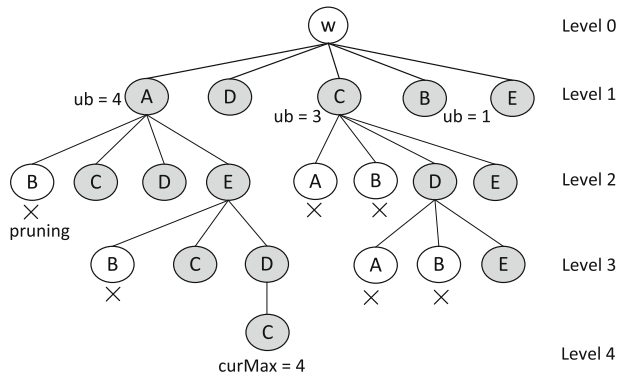 w
Level 0
ub = 4
A
D
C
B
E
Level 1
ub = 3
ub = 1
B
C
D
E
A
B
D
E
Level 2
pruning
B
C
D
A
B
E
Level 3
C
Level 4
curMax = 4